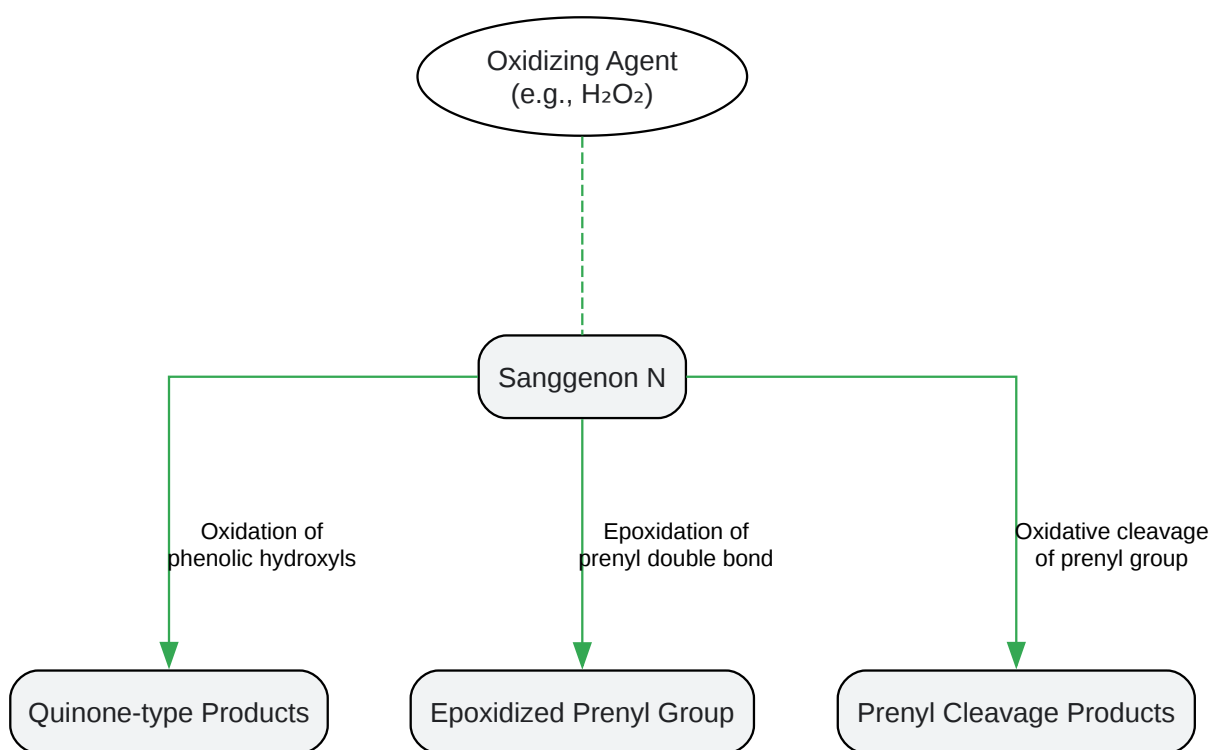 Oxidizing Agent
(e.g., H₂O₂)
Sanggenon N
Oxidation of
phenolic hydroxyls
Epoxidation of
prenyl double bond
Oxidative cleavage
of prenyl group
Quinone-type Products
Epoxidized Prenyl Group
Prenyl Cleavage Products